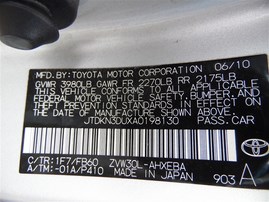 MFD.BY:TOYOTA MOTOR CORPORATION 06/10
GVWR 3980LB GAWR FR 2270LB RR 2175LB
THIS VEHICLE CONFORMS TO ALL APPLICABLE
FEDERAL MOTOR VEHICLE SAFETY, BUMPER, AND
THEFT PREVENTION STANDARDS IN EFFECT ON
THE DATE OF MANUFACTURE SHOWN ABOVE.
JTDKN3DUXA0198130 PASS.CAR
C/TR:1F7/FB60 ZVW30L-AHXEBA
A/TM:-01A/P410 MADE IN JAPAN 903 A